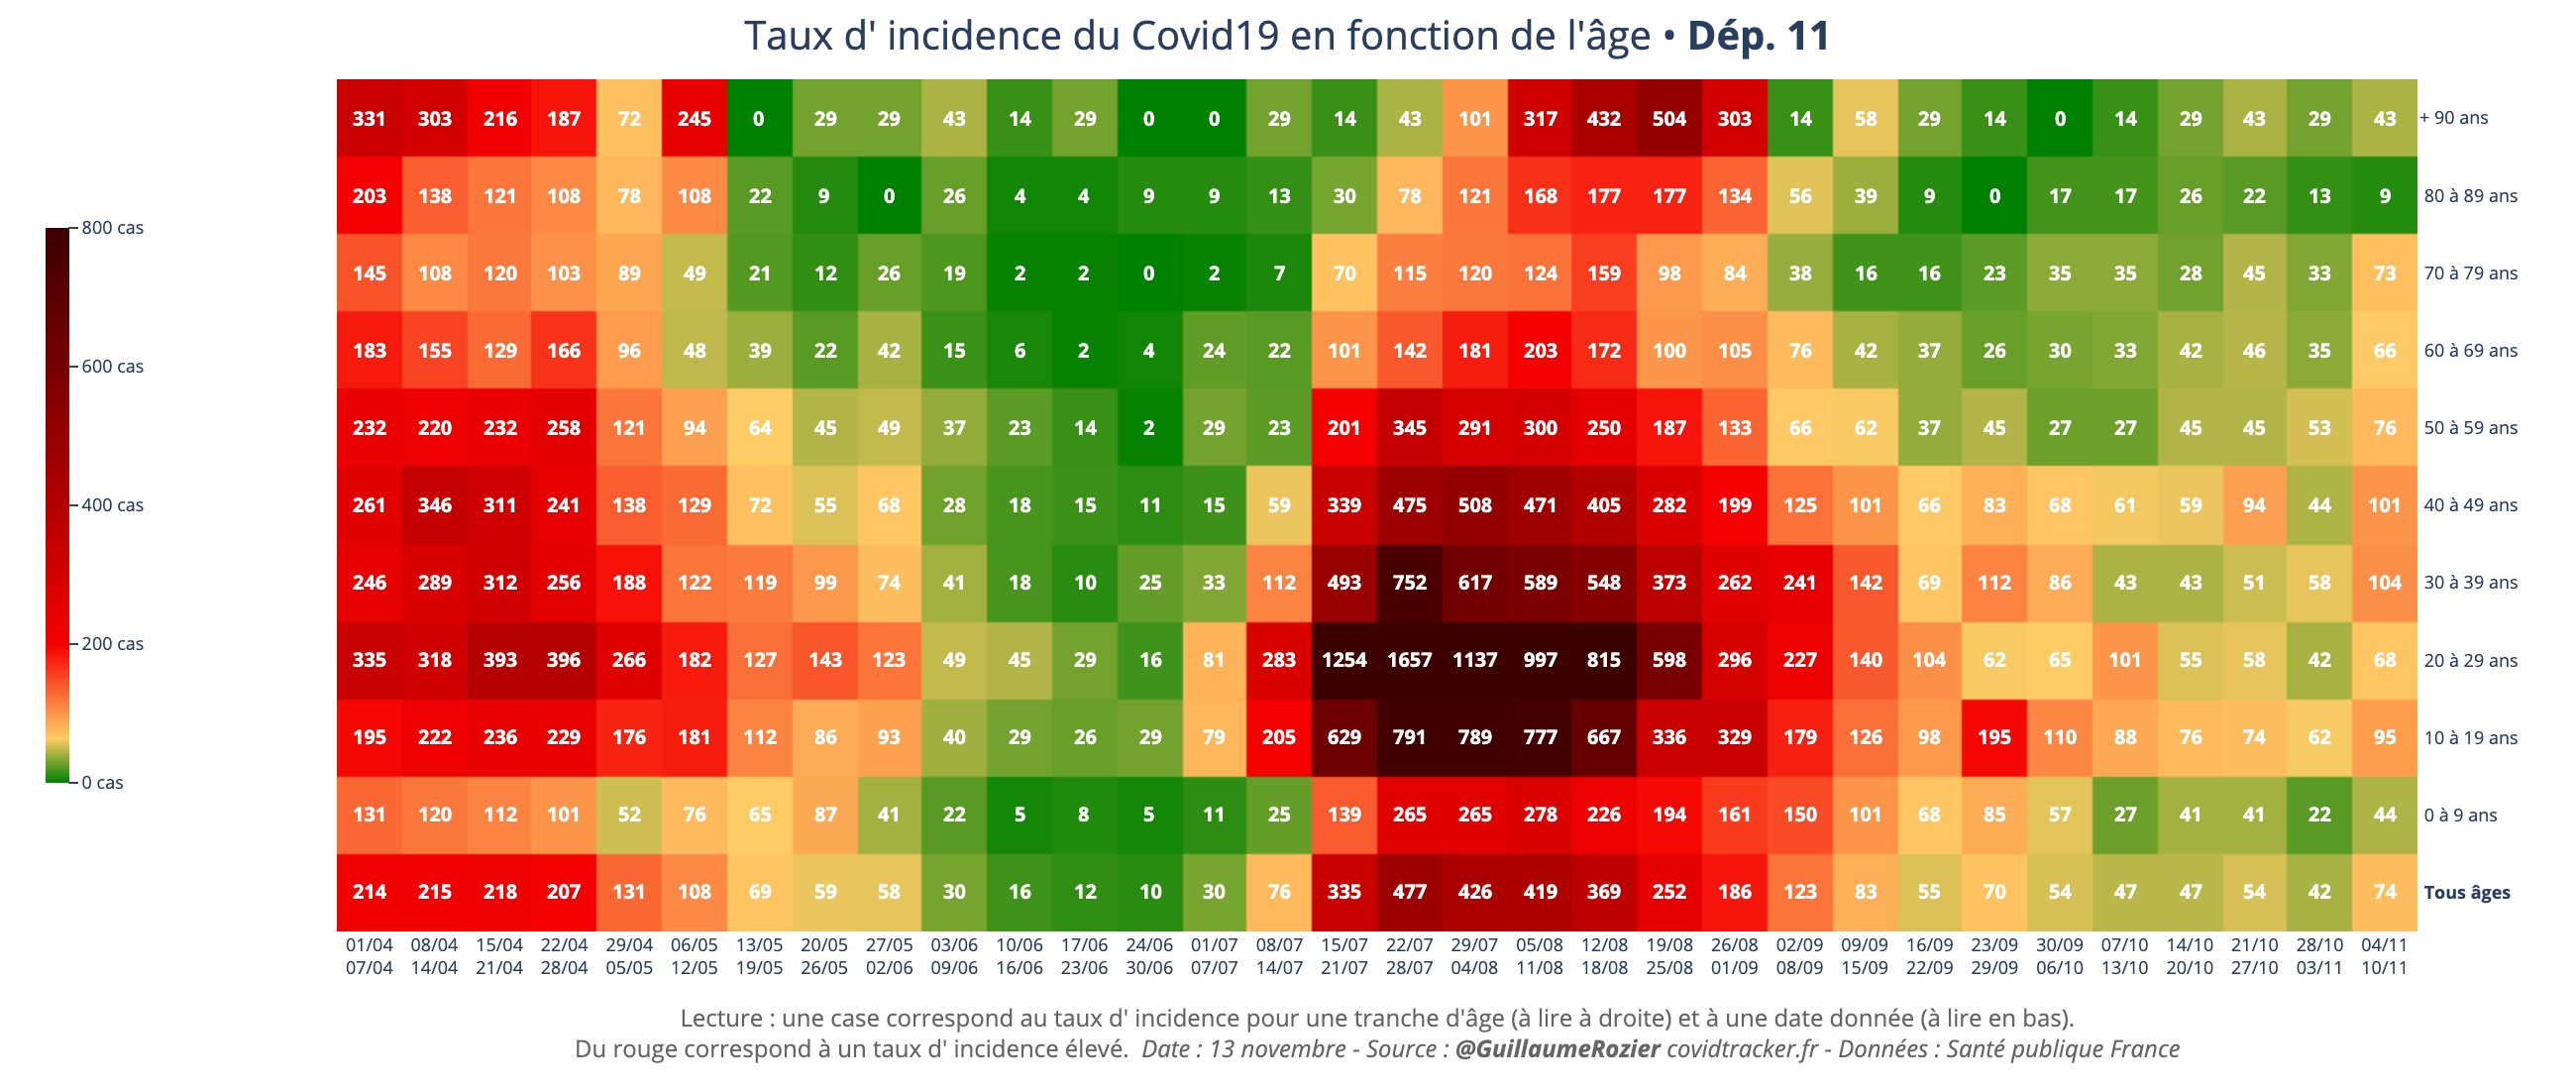 Taux d' incidence du Covid19 en fonction de l'âge • Dép. 11
800 cas
600 cas
400 cas
200 cas
0 cas
331 303 216 187 72 245 0 29 29 43 14 29 0 0 29 14 43 101 317 432 504 303 14 58 29 14 0 14 29 43 29 43 + 90 ans
203 138 121 108 78 108 22 9 0 26 4 4 9 9 13 30 78 121 168 177 177 134 56 39 9 0 17 17 26 22 13 9 80 à 89 ans
145 108 120 103 89 49 21 12 26 19 2 2 0 2 7 70 115 120 124 159 98 84 38 16 16 23 35 35 28 45 33 73 70 à 79 ans
183 155 129 166 96 48 39 22 42 15 6 2 4 24 22 101 142 181 203 172 100 105 76 42 37 26 30 33 42 46 35 66 60 à 69 ans
232 220 232 258 121 94 64 45 49 37 23 14 2 29 23 201 345 291 300 250 187 133 66 62 37 45 27 27 45 45 53 76 50 à 59 ans
261 346 311 241 138 129 72 55 68 28 18 15 11 15 59 339 475 508 471 405 282 199 125 101 66 83 68 61 59 94 44 101 40 à 49 ans
246 289 312 256 188 122 119 99 74 41 18 10 25 33 112 493 752 617 589 548 373 262 241 142 69 112 86 43 43 51 58 104 30 à 39 ans
335 318 393 396 266 182 127 143 123 49 45 29 16 81 283 1254 1657 1137 997 815 598 296 227 140 104 62 65 101 55 58 42 68 20 à 29 ans
195 222 236 229 176 181 112 86 93 40 29 26 29 79 205 629 791 789 777 667 336 329 179 126 98 195 110 88 76 74 62 95 10 à 19 ans
131 120 112 101 52 76 65 87 41 22 5 8 5 11 25 139 265 265 278 226 194 161 150 101 68 85 57 27 41 41 22 44 0 à 9 ans
214 215 218 207 131 108 69 59 58 30 16 12 10 30 76 335 477 426 419 369 252 186 123 83 55 70 54 47 47 54 42 74 Tous âges
01/04 08/04 15/04 22/04 29/04 06/05 13/05 20/05 27/05 03/06 10/06 17/06 24/06 01/07 08/07 15/07 22/07 29/07 05/08 12/08 19/08 26/08 02/09 09/09 16/09 23/09 30/09 07/10 14/10 21/10 28/10 04/11
07/04 14/04 21/04 28/04 05/05 12/05 19/05 26/05 02/06 09/06 16/06 23/06 30/06 07/07 14/07 21/07 28/07 04/08 11/08 18/08 25/08 01/09 08/09 15/09 22/09 29/09 06/10 13/10 20/10 27/10 03/11 10/11
Lecture : une case correspond au taux d' incidence pour une tranche d'âge (à lire à droite) et à une date donnée (à lire en bas).
Du rouge correspond à un taux d' incidence élevé. Date : 13 novembre - Source : @GuillaumeRozier covidtracker.fr - Données : Santé publique France